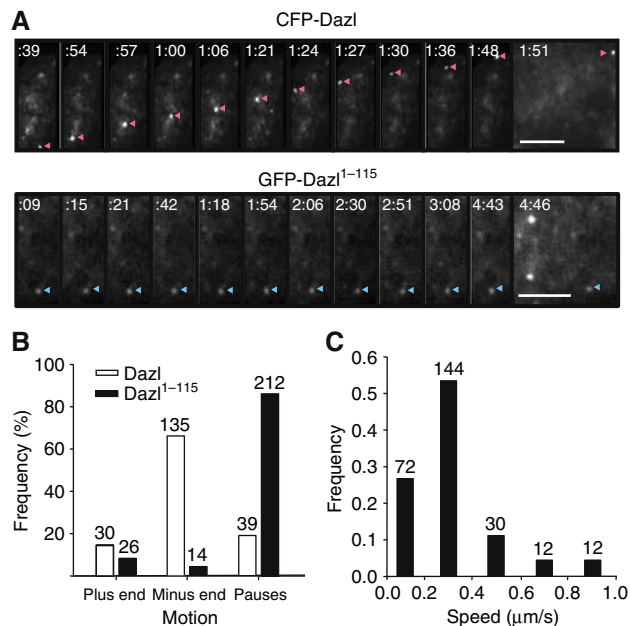 A
CFP-Dazl
:39 :54 :57 1:00 1:06 1:21 1:24 1:27 1:30 1:36 1:48 1:51
GFP-Dazl1–115
:09 :15 :21 :42 1:18 1:54 2:06 2:30 2:51 3:08 4:43 4:46
B
100
80
60
40
20
Frequency (%)
Dazl
Dazl1–115
30
26
135
14
39
212
Plus end Minus end Pauses
Motion
C
0.6
0.5
0.4
0.3
0.2
0.1
0.0
Frequency
72
144
30
12
12
0.0 0.2 0.4 0.6 0.8 1.0
Speed (μm/s)